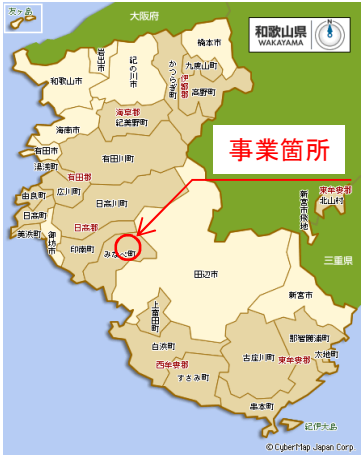 友ヶ島
大阪府
和歌山県
WAKAYAMA
橋本市
岩出市
紀の川市
かつらぎ町
九度山町
伊都郡
高野町
和歌山市
海草郡
紀美野町
海南市
有田市
有田川町
湯浅町
有田郡
広川町
由良町
日高川町
日高町
日高郡
美浜町
御坊市
印南町
みなべ町
事業箇所
東牟婁郡
北山村
新宮市飛地
三重県
田辺市
新宮市
上富田町
白浜町
西牟婁郡
すさみ町
古座川町
那智勝浦町
東牟婁郡
太地町
串本町
紀伊大島
© CyberMap Japan Corp